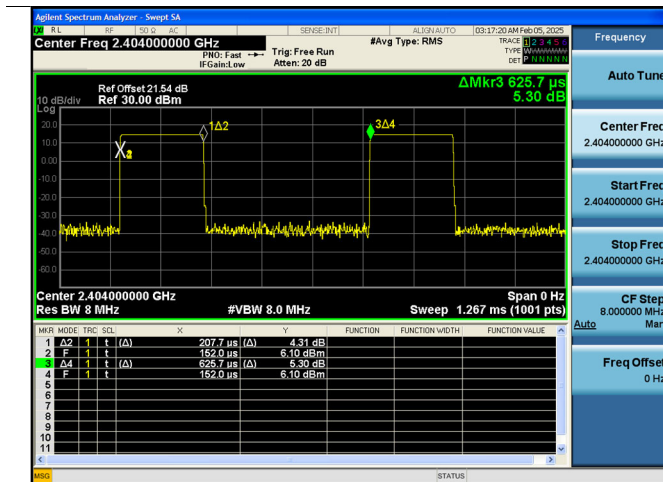 Agilent Spectrum Analyzer - Swept SA
LXI RL RF 50 Ω AC SENSE:INT ALIGN AUTO 03:17:20 AM Feb 05, 2025
Center Freq 2.404000000 GHz #Avg Type: RMS TRACE 1 2 3 4 5 6
PNO: Fast Trig: Free Run TYPE WWWWWW
IFGain:Low Atten: 20 dB DET P N N N N N
ΔMkr3 625.7 µs
5.30 dB
Ref Offset 21.54 dB
10 dB/div Ref 30.00 dBm
Log
20.0
10.0
0.00
-10.0
-20.0
-30.0
-40.0
-50.0
-60.0
1Δ2
3Δ4
Center 2.404000000 GHz Span 0 Hz
Res BW 8 MHz #VBW 8.0 MHz Sweep 1.267 ms (1001 pts)
MKR MODE TRC SCL X Y FUNCTION FUNCTION WIDTH FUNCTION VALUE
1 Δ2 1 t (Δ) 207.7 µs (Δ) 4.31 dB
2 F 1 t 152.0 µs 6.10 dBm
3 Δ4 1 t (Δ) 625.7 µs (Δ) 5.30 dB
4 F 1 t 152.0 µs 6.10 dBm
5
6
7
8
9
10
11
MSG STATUS
Frequency
Auto Tune
Center Freq
2.404000000 GHz
Start Freq
2.404000000 GHz
Stop Freq
2.404000000 GHz
CF Step
8.000000 MHz
Auto Man
Freq Offset
0 Hz